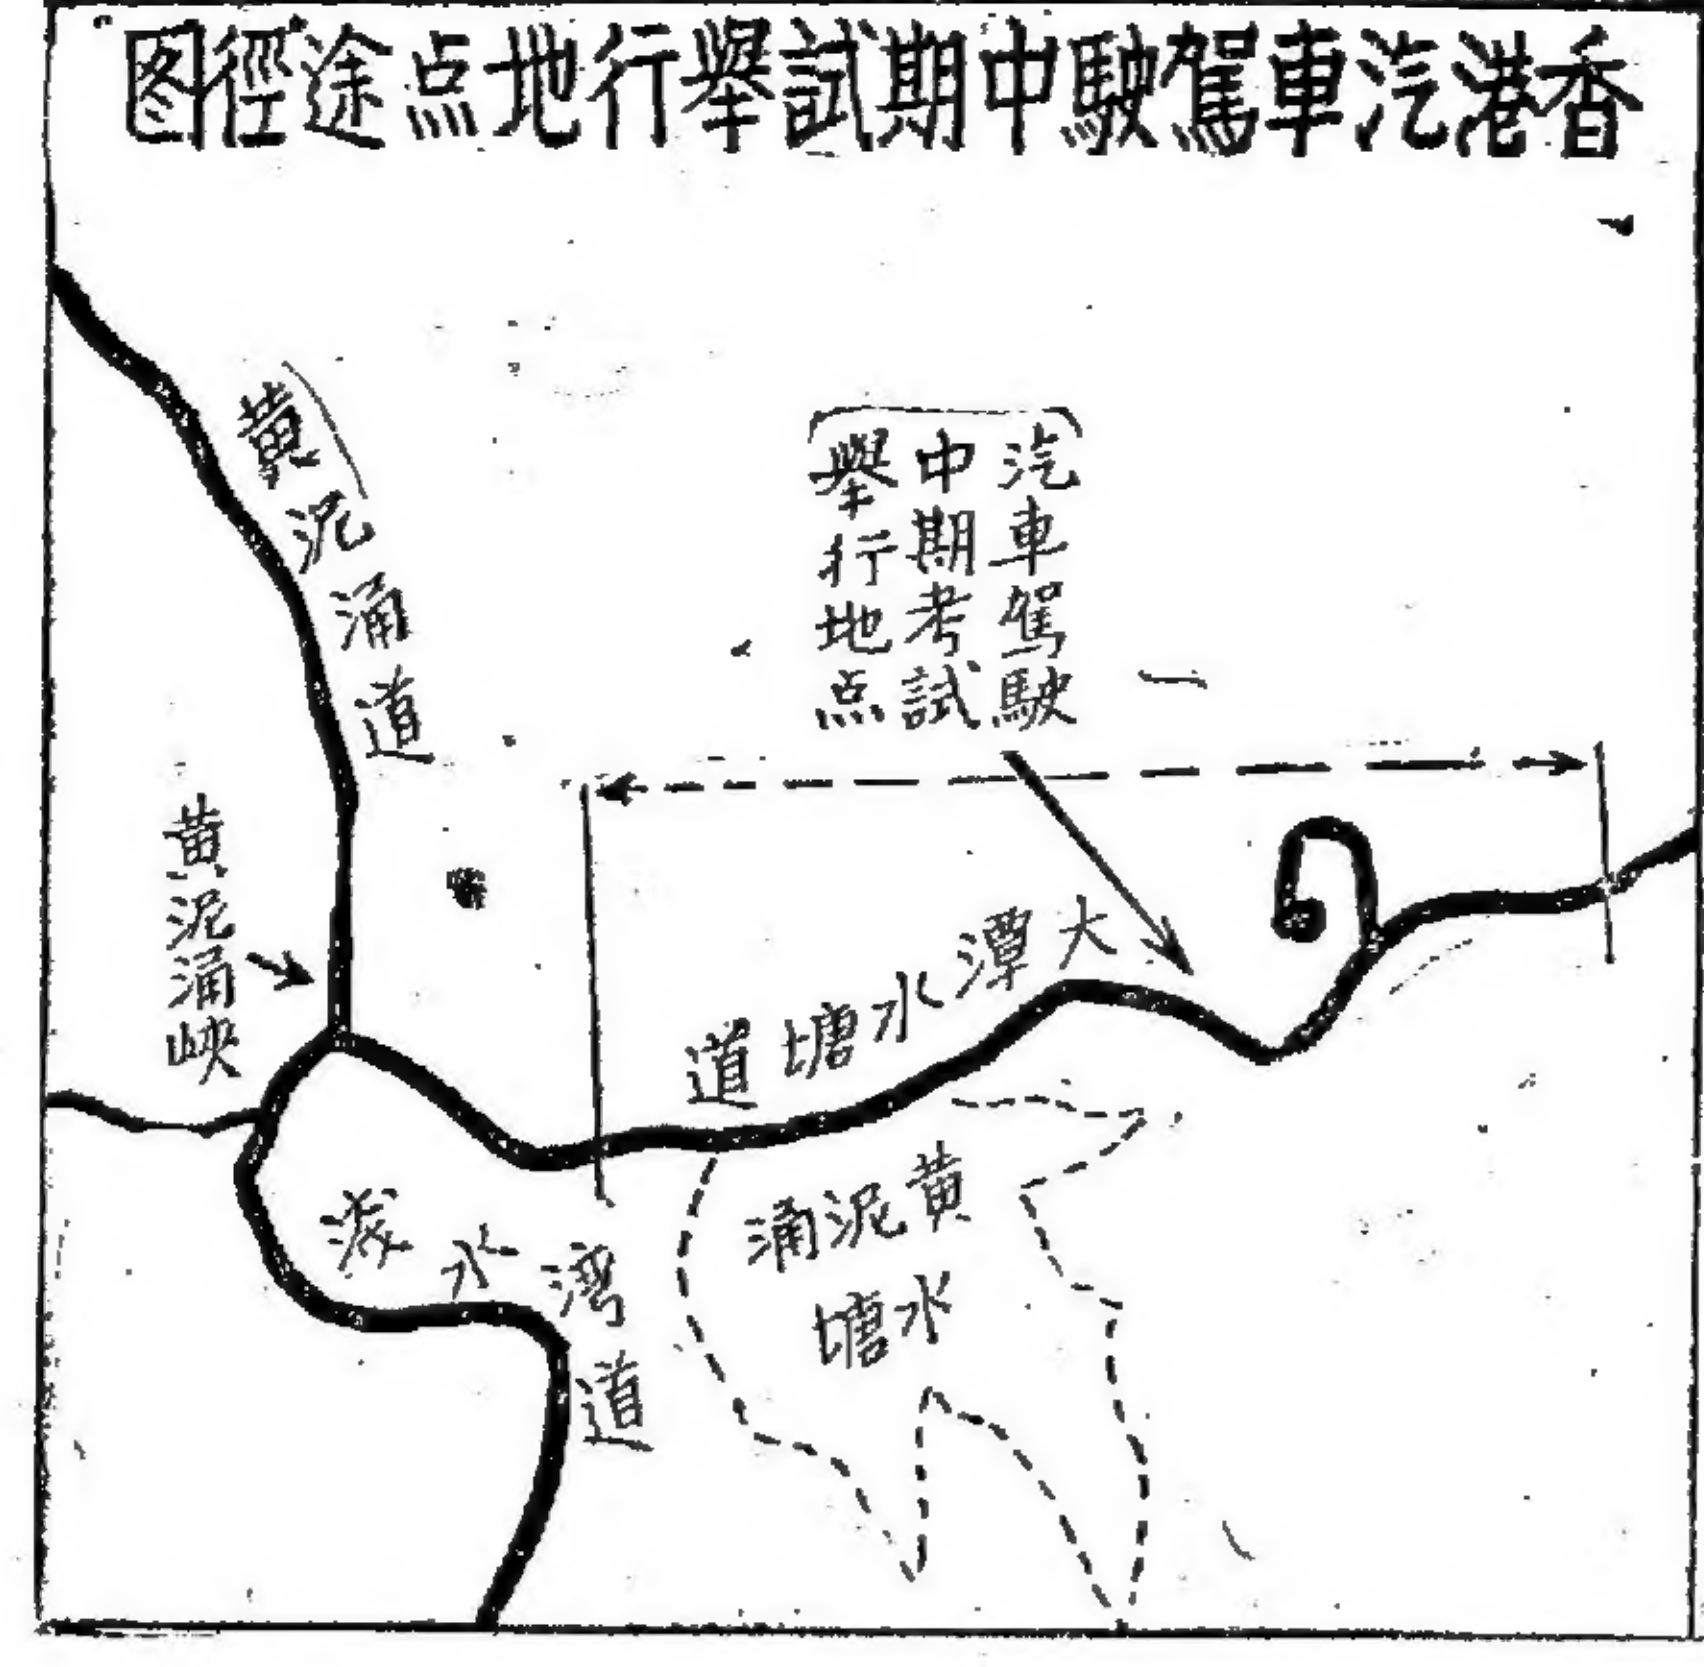 香港汽車駕駛中期試舉行地点途徑图
黃泥涌道
汽車駕駛
中期考試
舉行地点
黄泥涌峽
大潭水塘道
黄泥涌
水塘
淺水湾道